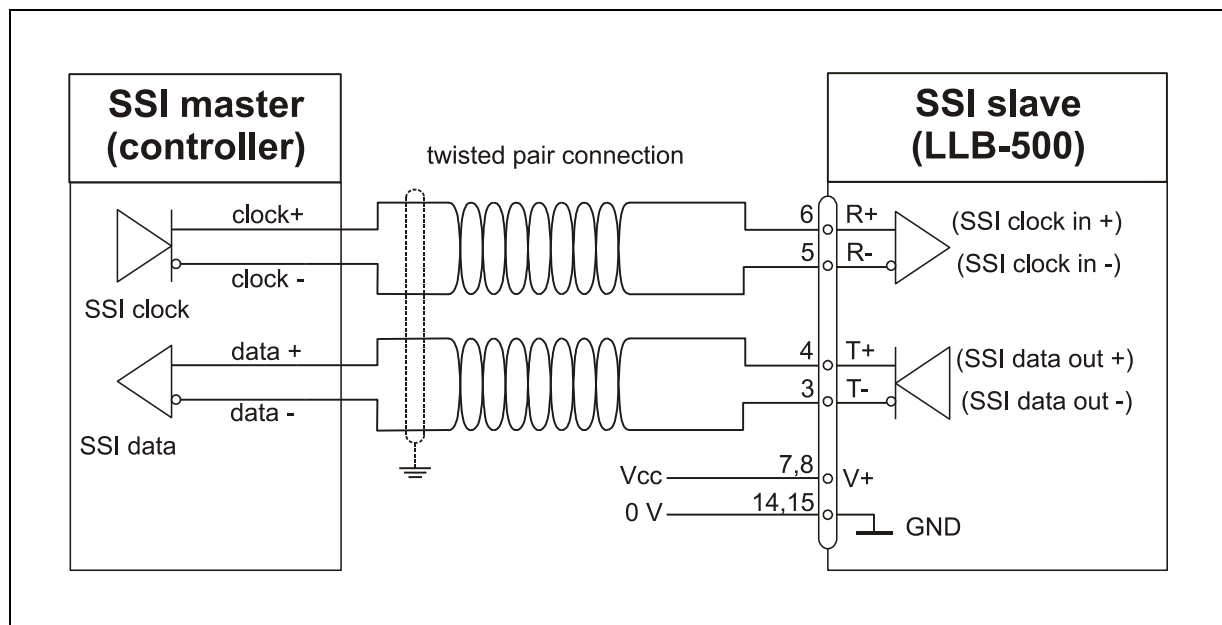 SSI master
(controller)
SSI slave
(LLB-500)
twisted pair connection
clock+
clock -
SSI clock
data +
data -
SSI data
6
R+
(SSI clock in +)
5
R-
(SSI clock in -)
4
T+
(SSI data out +)
3
T-
(SSI data out -)
Vcc
7,8
V+
0 V
14,15
GND